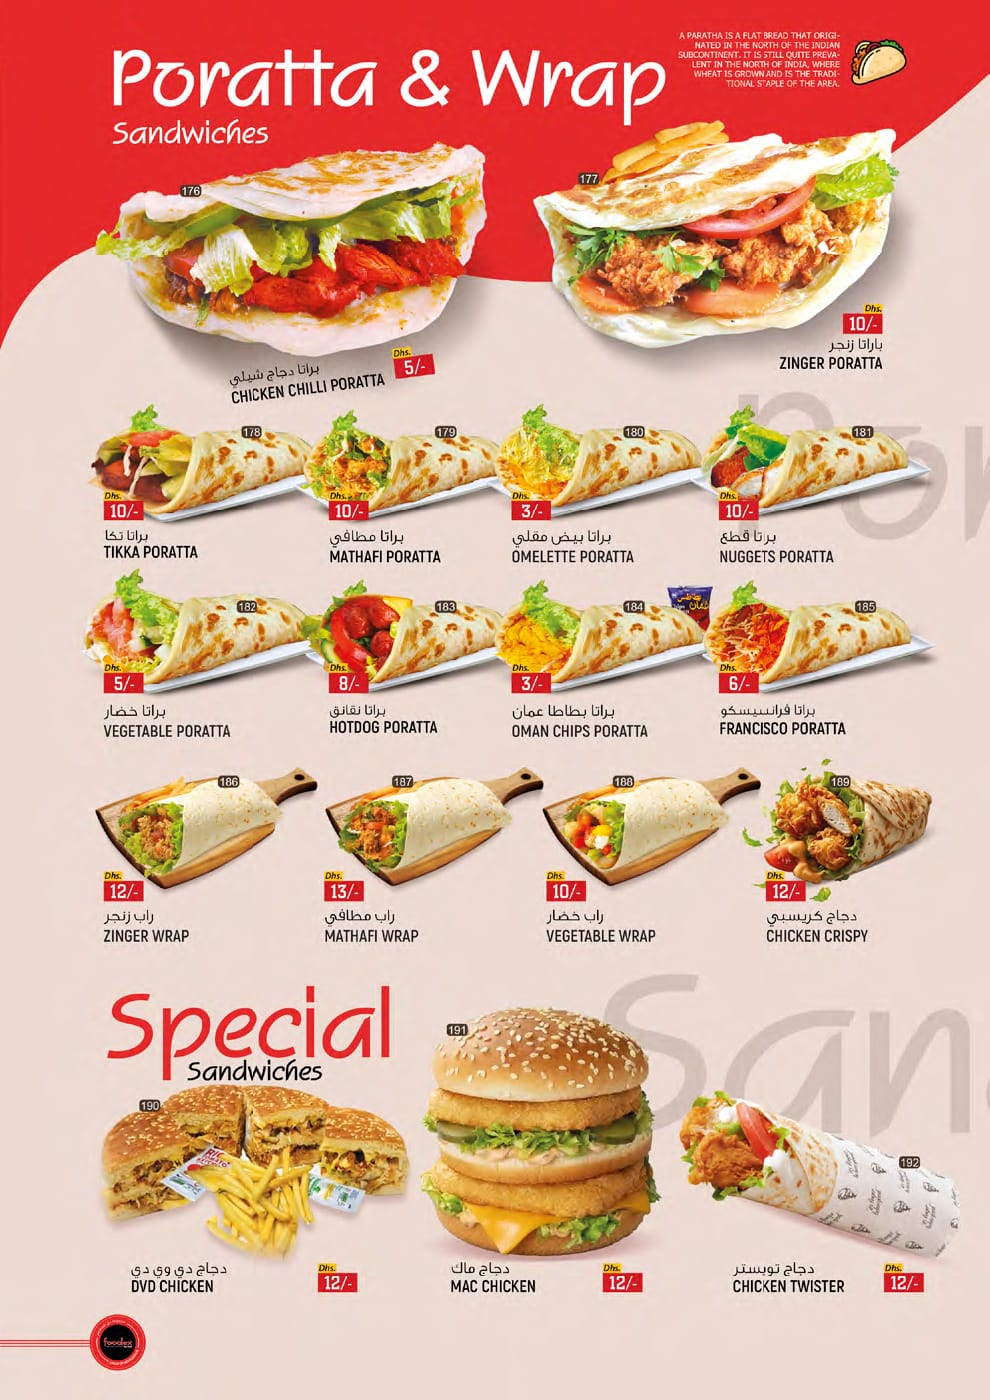 Poratta & Wrap
Sandwiches
A PARATHA IS A FLAT BREAD THAT ORIGI-
NATED IN THE NORTH OF THE INDIAN
SUBCONTINENT. IT IS STILL QUITE PREVA-
LENT IN THE NORTH OF INDIA, WHERE
WHEAT IS GROWN AND IS THE TRADI-
TIONAL STAPLE OF THE AREA.
176
براتا دجاج شيلي
CHICKEN CHILLI PORATTA
Dhs.
5/-
177
Dhs.
10/-
باراتا زنجر
ZINGER PORATTA
178
Dhs.
10/-
براتا تكا
TIKKA PORATTA
179
Dhs.
10/-
براتا مطافي
MATHAFI PORATTA
180
Dhs.
3/-
براتا بيض مقلي
OMELETTE PORATTA
181
Dhs.
10/-
برتا قطع
NUGGETS PORATTA
182
Dhs.
5/-
براتا خضار
VEGETABLE PORATTA
183
Dhs.
8/-
براتا نقانق
HOTDOG PORATTA
184
Dhs.
3/-
براتا بطاطا عمان
OMAN CHIPS PORATTA
185
Dhs.
6/-
براتا فرانسيسكو
FRANCISCO PORATTA
186
Dhs.
12/-
راب زنجر
ZINGER WRAP
187
Dhs.
13/-
راب مطافي
MATHAFI WRAP
188
Dhs.
10/-
راب خضار
VEGETABLE WRAP
189
Dhs.
12/-
دجاج كريسبي
CHICKEN CRISPY
Special
Sandwiches
190
دجاج دي وي دي
DVD CHICKEN
Dhs.
12/-
191
دجاج ماك
MAC CHICKEN
Dhs.
12/-
192
دجاج تويستر
CHICKEN TWISTER
Dhs.
12/-
foodex